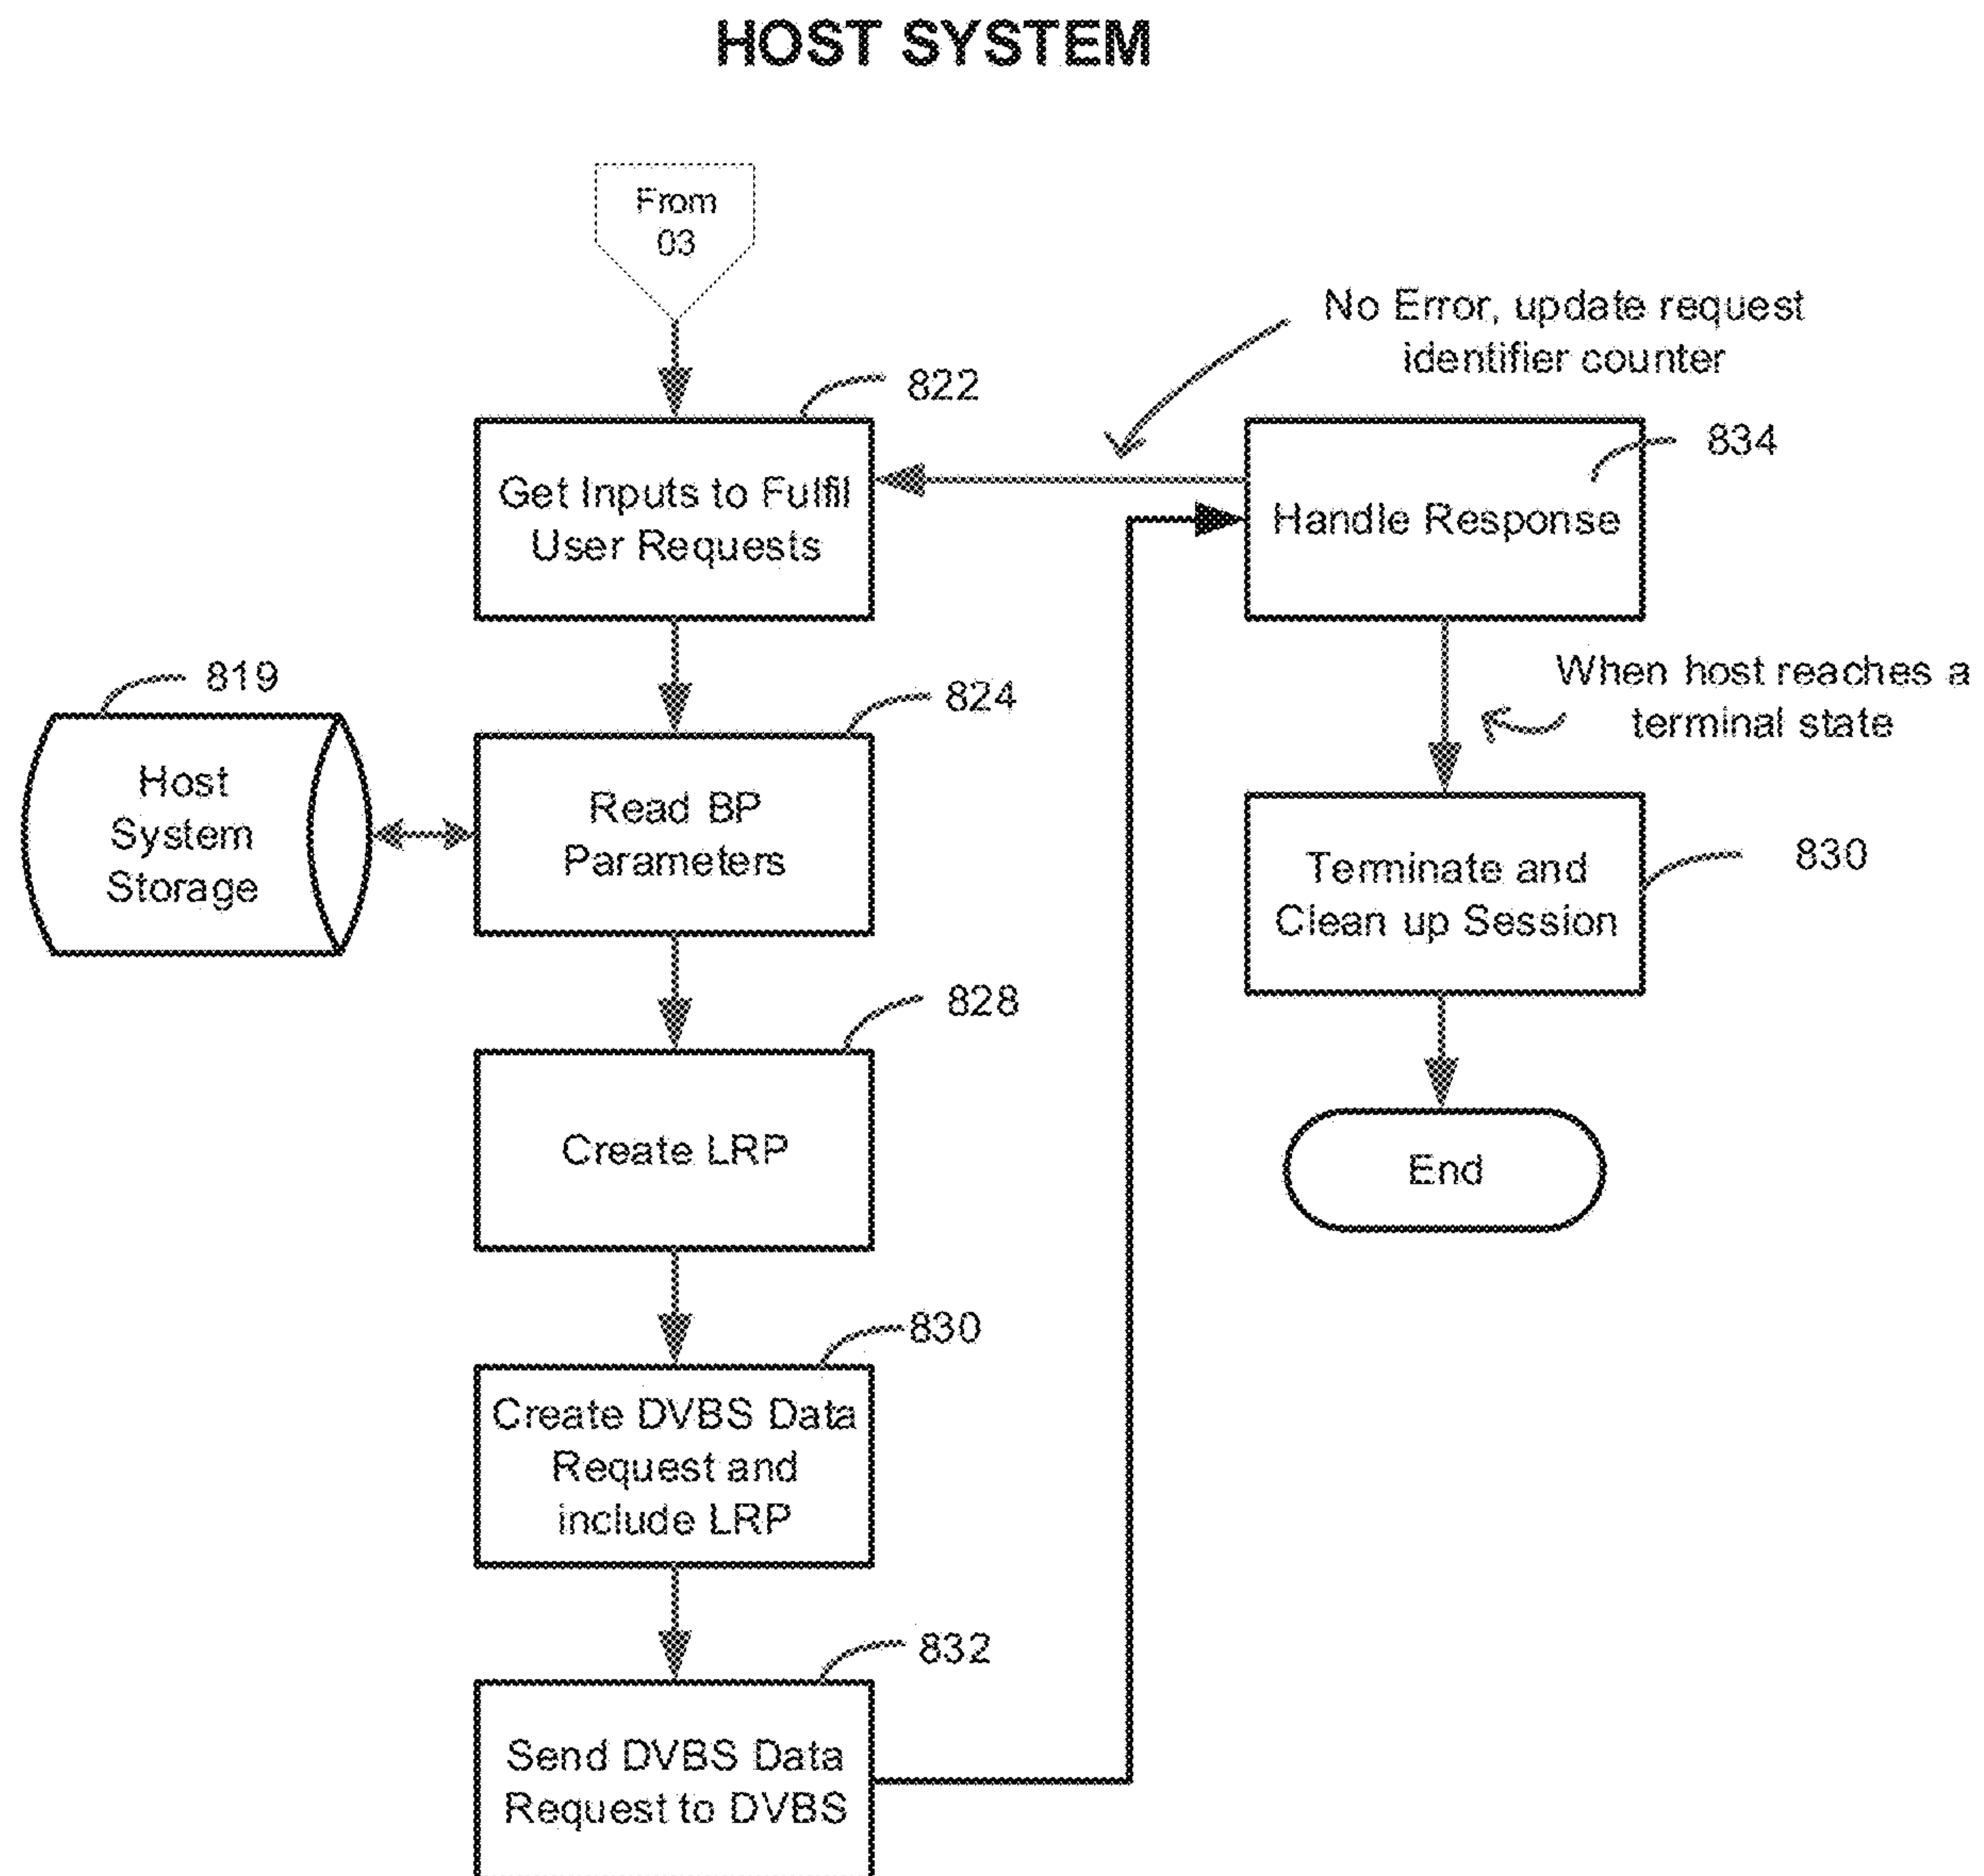 HOST SYSTEM
From
03
No Error, update request
identifier counter
822
Get Inputs to Fulfil
User Requests
834
Handle Response
819
Host
System
Storage
824
Read BP
Parameters
When host reaches a
terminal state
830
Terminate and
Clean up Session
828
Create LRP
End
830
Create DVBS Data
Request and
include LRP
832
Send DVBS Data
Request to DVBS